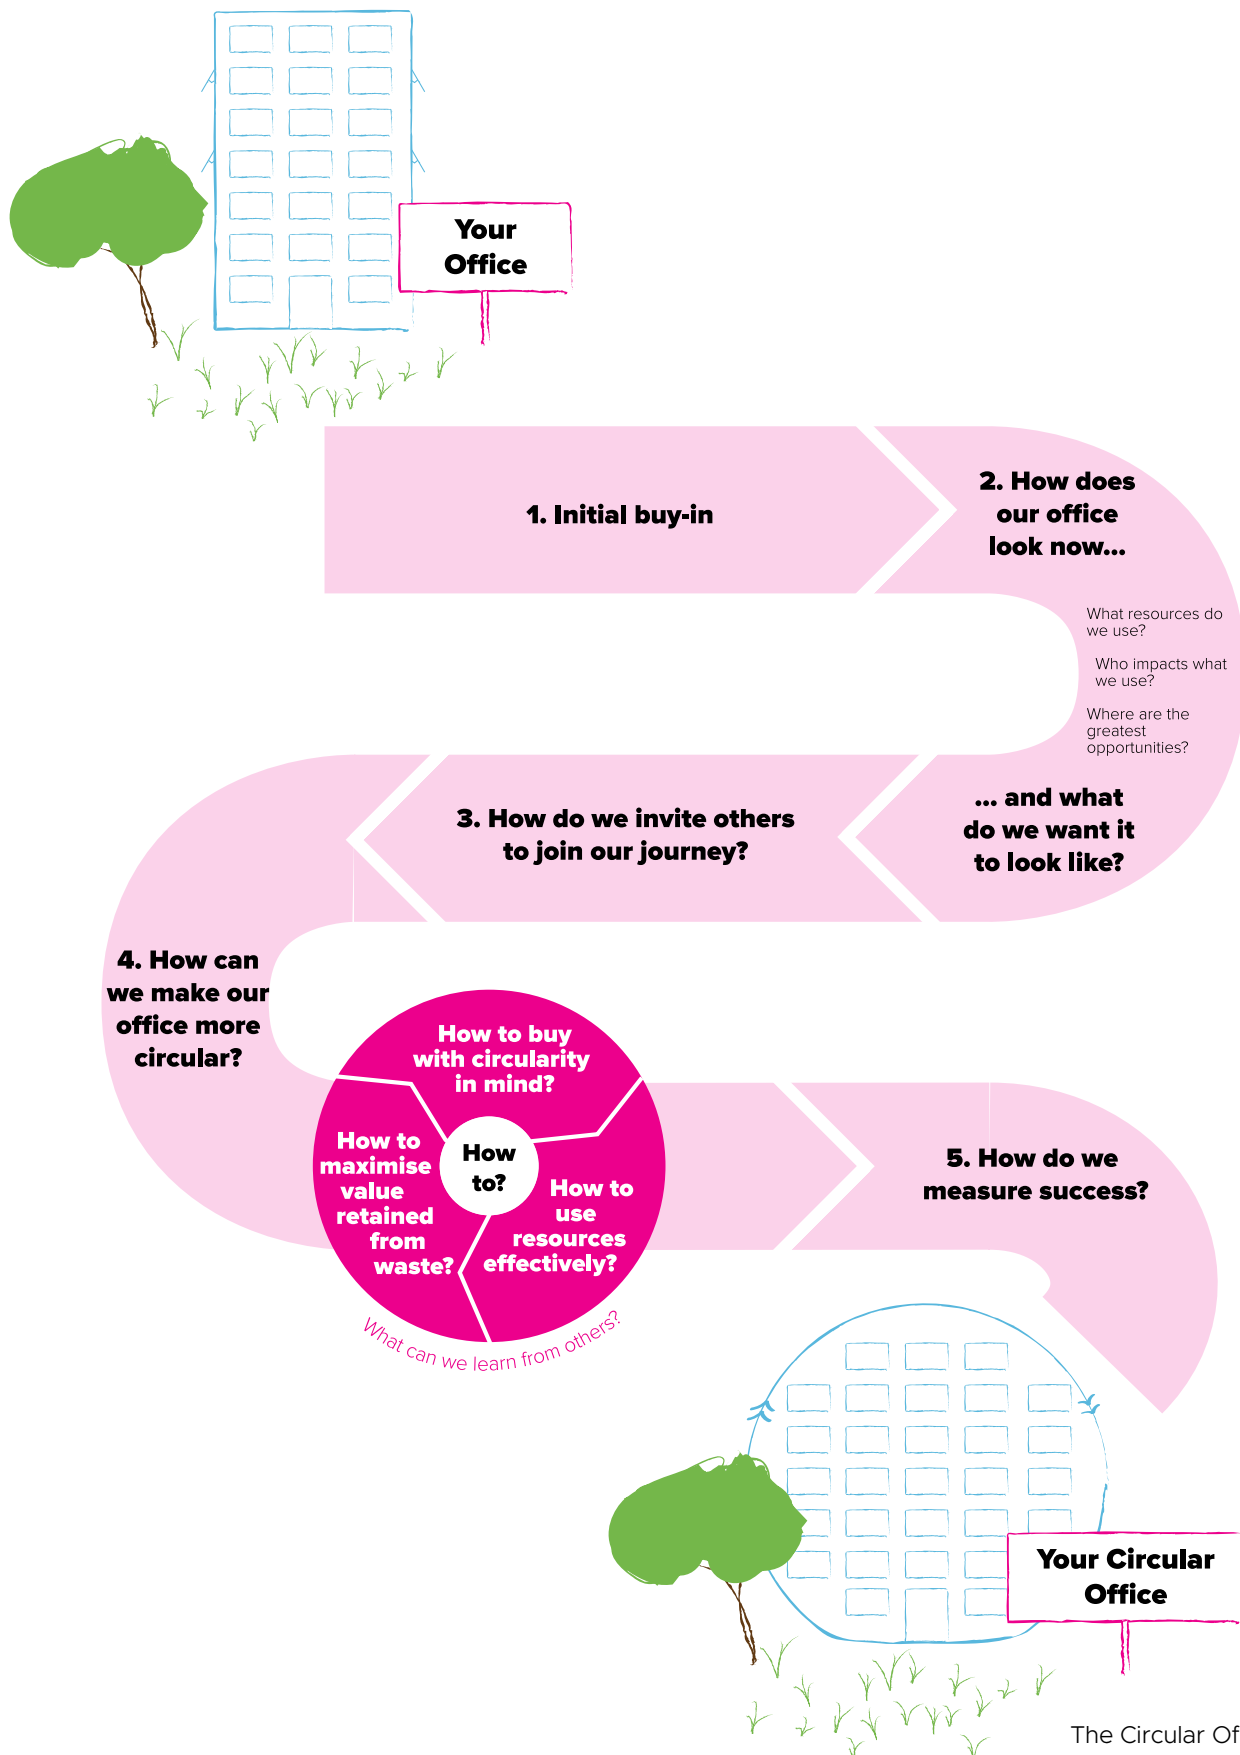 Your
Office
1. Initial buy-in
2. How does
our office
look now...
What resources do
we use?
Who impacts what
we use?
Where are the
greatest
opportunities?
... and what
do we want it
to look like?
3. How do we invite others
to join our journey?
4. How can
we make our
office more
circular?
How to buy
with circularity
in mind?
How to
maximise
value
retained
from
waste?
How
to?
How to
use
resources
effectively?
What can we learn from others?
5. How do we
measure success?
Your Circular
Office
The Circular Of